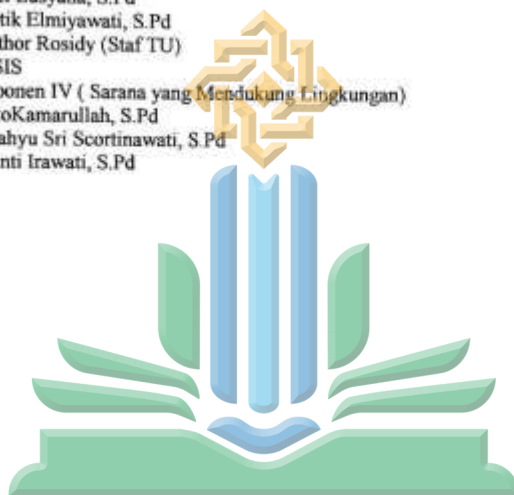 tik Elmiyawati, S.Pd
thor Rosidy (Staf TU)
SIS
ponen IV ( Sarana yang Mendukung Lingkungan)
oKamarullah, S.Pd
ahyu Sri Scortinawati, S.Pd
nti Irawati, S.Pd